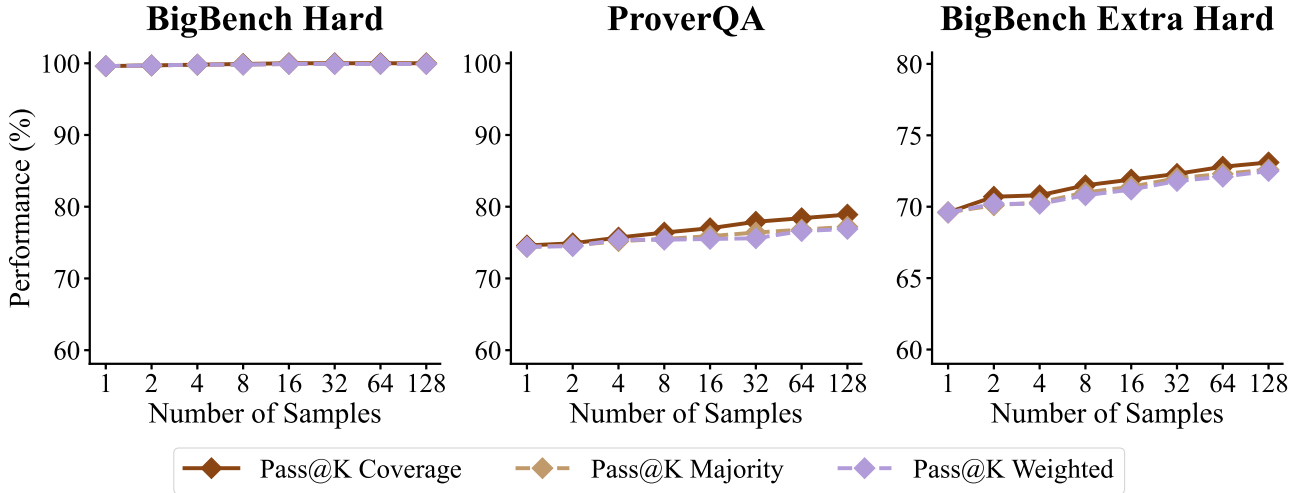 BigBench Hard
ProverQA
BigBench Extra Hard
Performance (%)
100
90
80
70
60
1 2 4 8 16 32 64 128
Number of Samples
100
90
80
70
60
1 2 4 8 16 32 64 128
Number of Samples
80
75
70
65
60
1 2 4 8 16 32 64 128
Number of Samples
Pass@K Coverage
Pass@K Majority
Pass@K Weighted